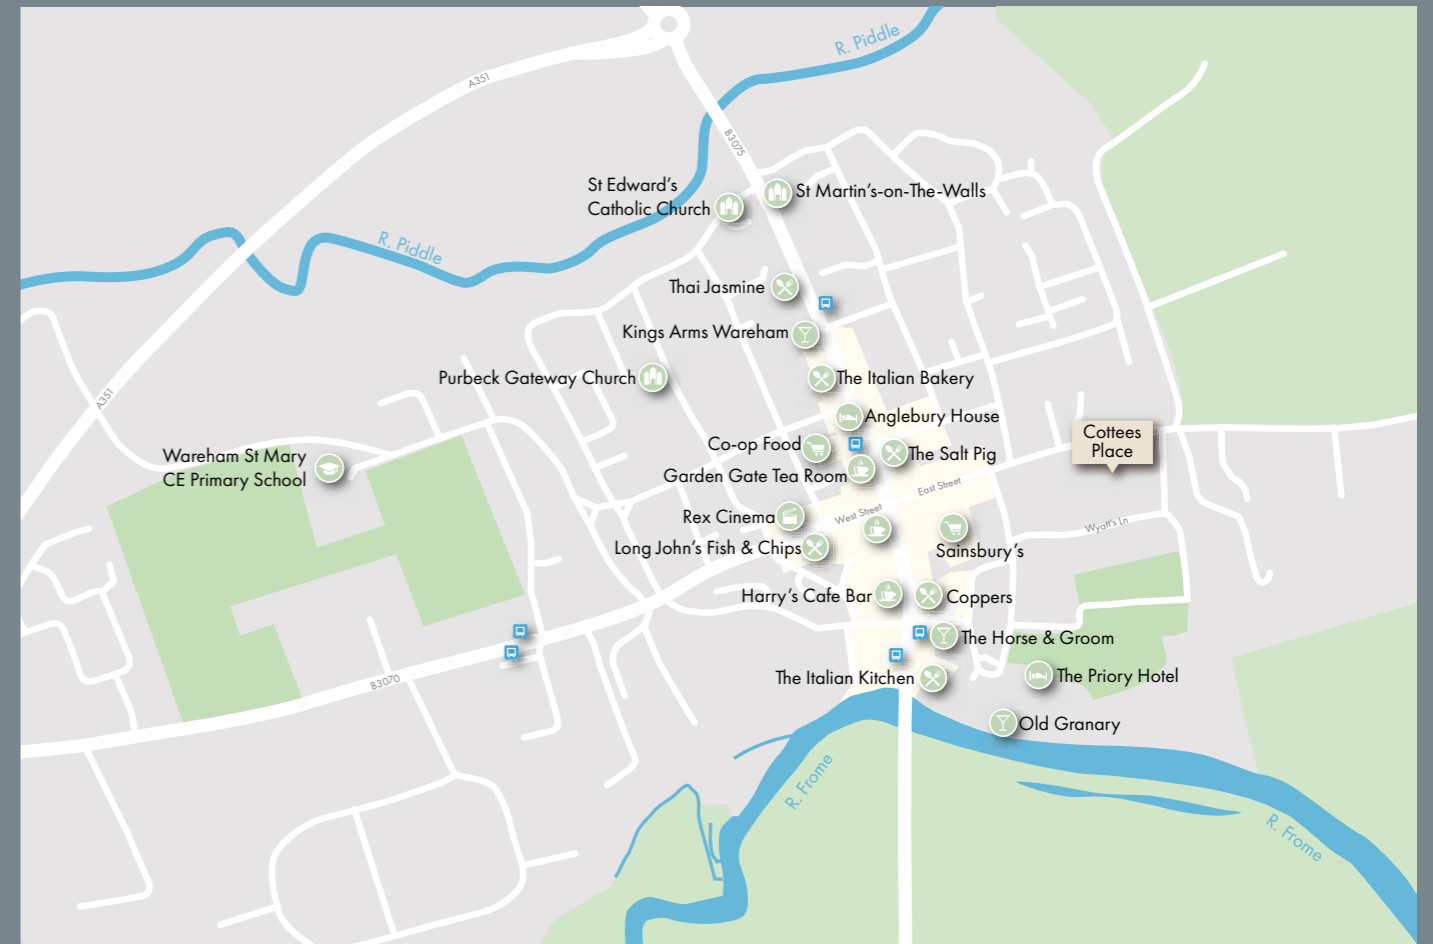 R. Piddle
A351
B3075
St Edward's
Catholic Church
St Martin's-on-The-Walls
R. Piddle
Thai Jasmine
Kings Arms Wareham
Purbeck Gateway Church
The Italian Bakery
A351
Anglebury House
Cottees
Place
Co-op Food
The Salt Pig
Wareham St Mary
CE Primary School
Garden Gate Tea Room
East Street
Rex Cinema
West Street
Wyatt's Ln
Long John's Fish & Chips
Sainsbury's
Harry's Cafe Bar
Coppers
The Horse & Groom
B3070
The Italian Kitchen
The Priory Hotel
Old Granary
R. Frome
R. Frome